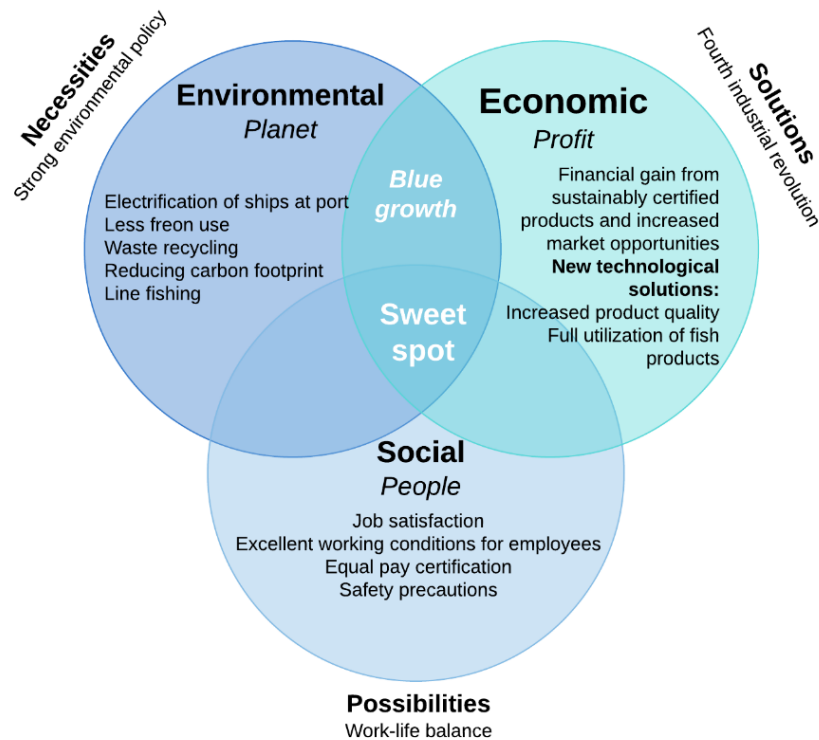 Necessities
Strong environmental policy
Solutions
Fourth industrial revolution
Environmental
Planet
Electrification of ships at port
Less freon use
Waste recycling
Reducing carbon footprint
Line fishing
Blue
growth
Sweet
spot
Economic
Profit
Financial gain from
sustainably certified
products and increased
market opportunities
New technological
solutions:
Increased product quality
Full utilization of fish
products
Social
People
Job satisfaction
Excellent working conditions for employees
Equal pay certification
Safety precautions
Possibilities
Work-life balance